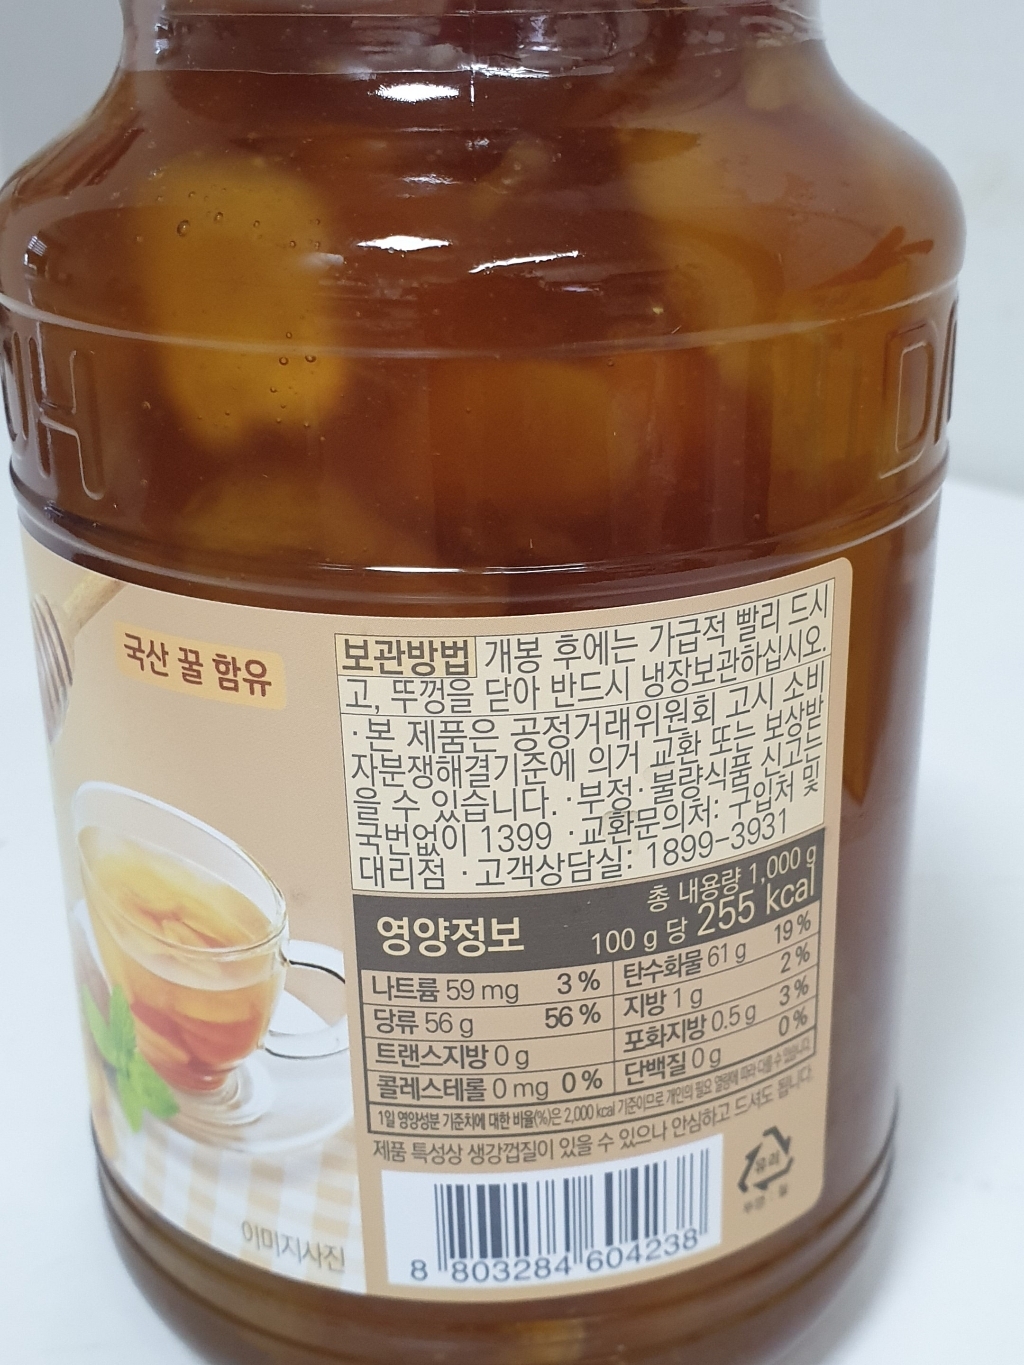 국산 꿀 함유
보관방법 개봉 후에는 가급적 빨리 드시
고, 뚜껑을 닫아 반드시 냉장보관하십시오.
·본 제품은 공정거래위원회 고시 소비
자분쟁해결기준에 의거 교환 또는 보상받
을 수 있습니다. ·부정·불량식품 신고는
국번없이 1399 ·교환문의처: 구입처 및
대리점 ·고객상담실: 1899-3931
영양정보
총 내용량 1,000 g
100 g 당 255 kcal
나트륨 59 mg 3 % 탄수화물 61 g 19 %
당류 56 g 56 % 지방 1 g 2 %
트랜스지방 0 g 포화지방 0.5 g 3 %
콜레스테롤 0 mg 0 % 단백질 0 g 0 %
1일 영양성분 기준치에 대한 비율(%)은 2,000 kcal 기준이므로 개인의 필요 열량에 따라 다를 수 있습니다.
제품 특성상 생강껍질이 있을 수 있으나 안심하고 드셔도 됩니다.
이미지사진
8 803284 604238